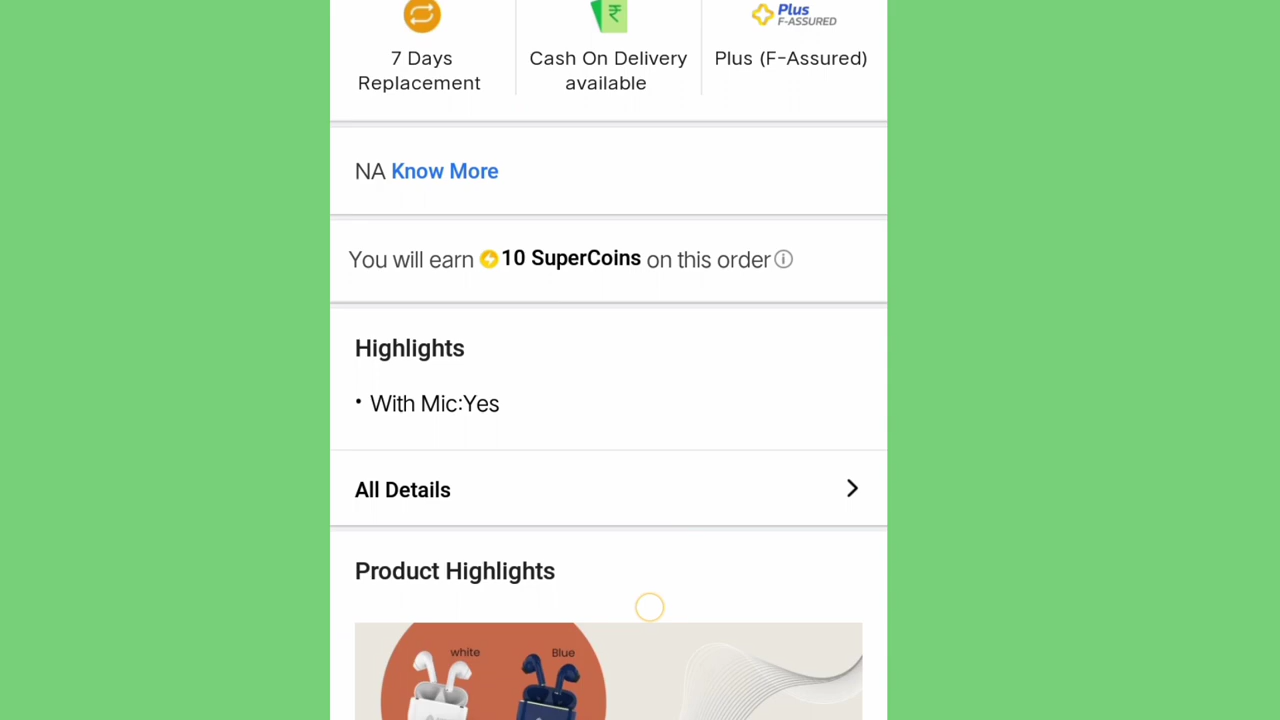 Plus
F-ASSURED
7 Days
Replacement
Cash On Delivery
available
Plus (F-Assured)
NA Know More
You will earn 10 SuperCoins on this order
Highlights
• With Mic:Yes
All Details
Product Highlights
white
Blue